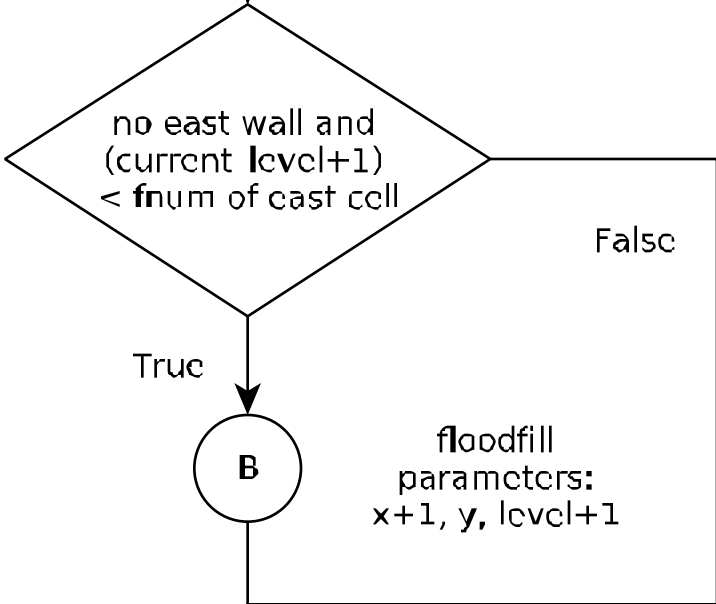 no east wall and
(current level+1)
< fnum of east cell
False
True
B
floodfill
parameters:
x+1, y, level+1